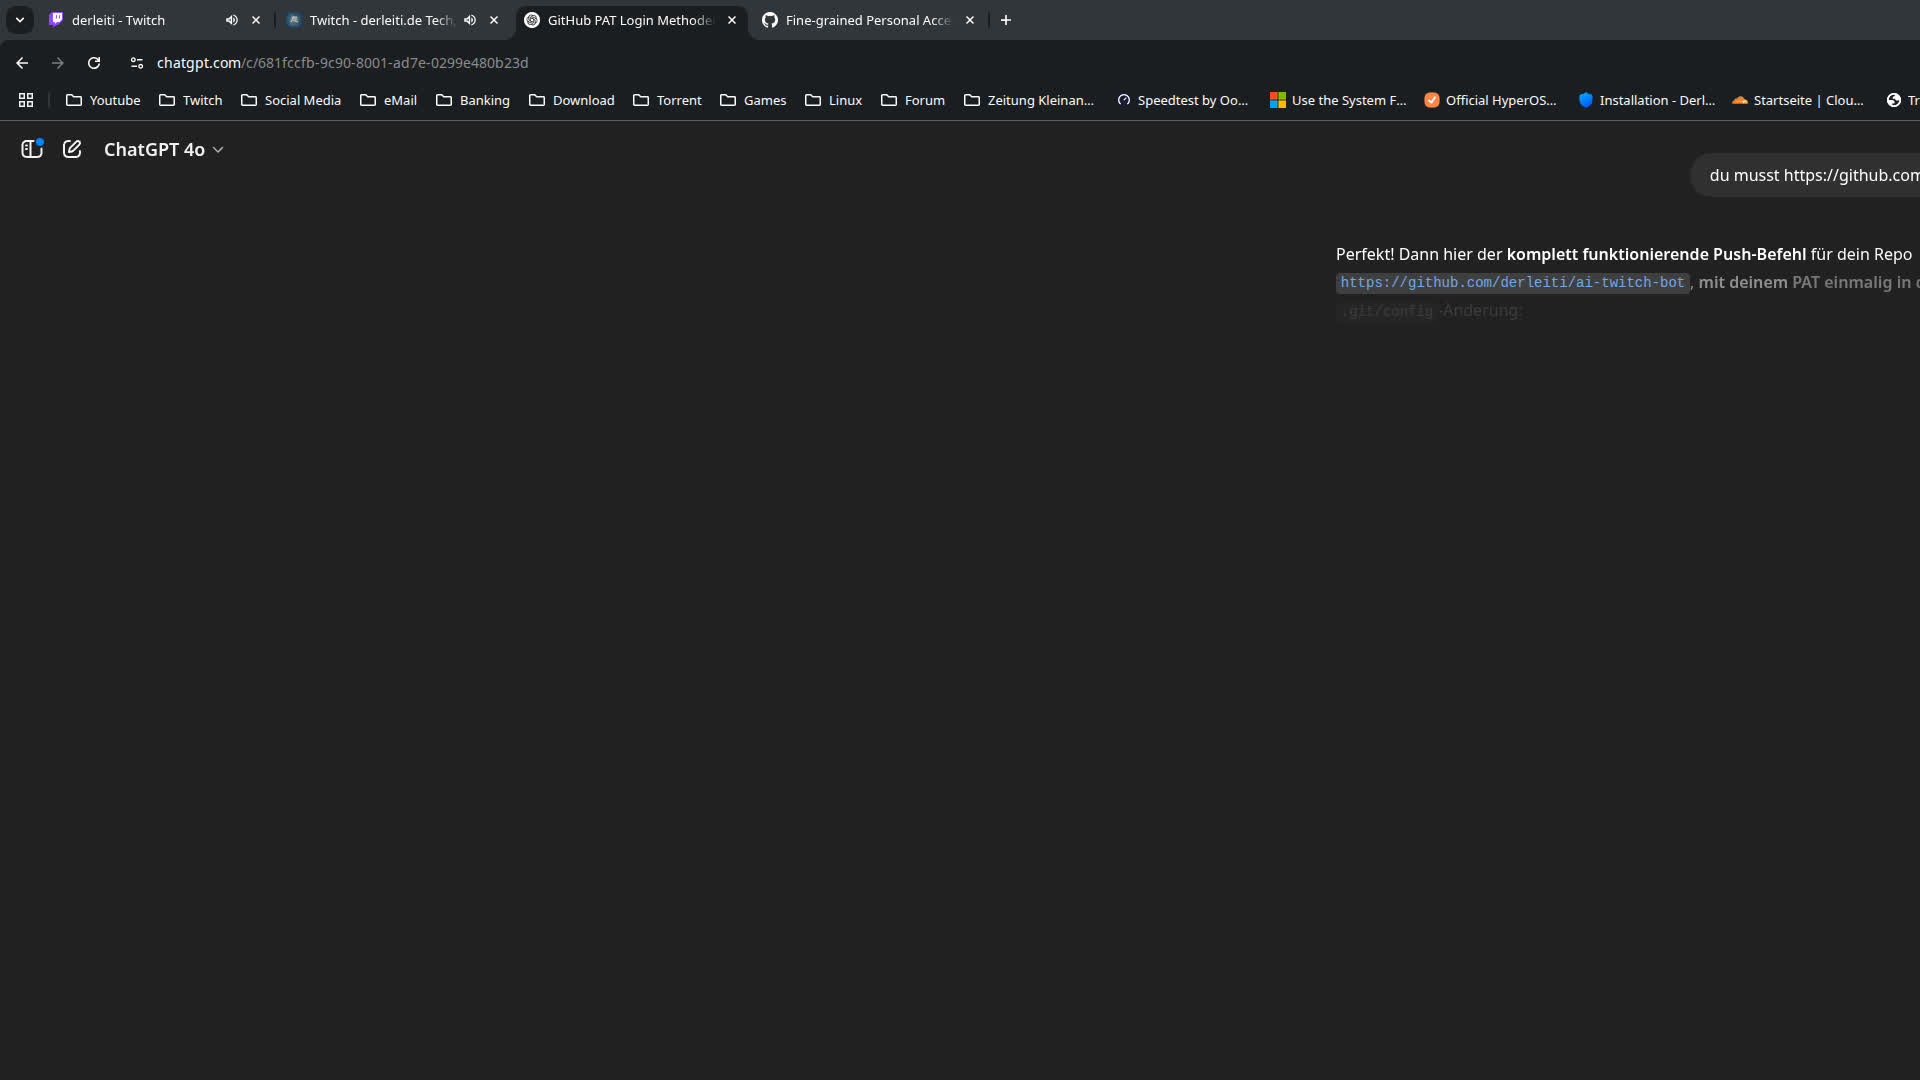 derleiti - Twitch
Twitch - derleiti.de Tech,
GitHub PAT Login Methode
Fine-grained Personal Acce
chatgpt.com/c/681fccfb-9c90-8001-ad7e-0299e480b23d
Youtube
Twitch
Social Media
eMail
Banking
Download
Torrent
Games
Linux
Forum
Zeitung Kleinan...
Speedtest by Oo...
Use the System F...
Official HyperOS...
Installation - Derl...
Startseite | Clou...
Tr
ChatGPT 4o
du musst https://github.com
Perfekt! Dann hier der komplett funktionierende Push-Befehl für dein Repo
https://github.com/derleiti/ai-twitch-bot, mit deinem PAT einmalig in
.git/config-Änderung: